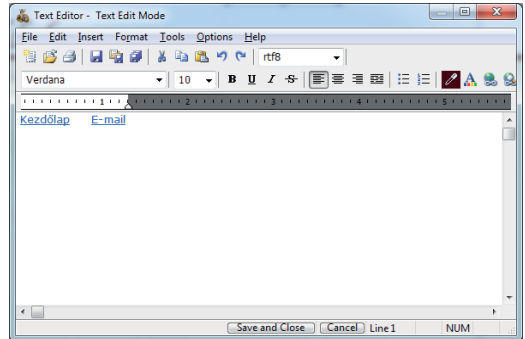 Text Editor - Text Edit Mode
File Edit Insert Format Tools Options Help
rtf8
Verdana 10 B U I S A
1 2 3 4 5
Kezdőlap E-mail
Save and Close Cancel Line 1 NUM